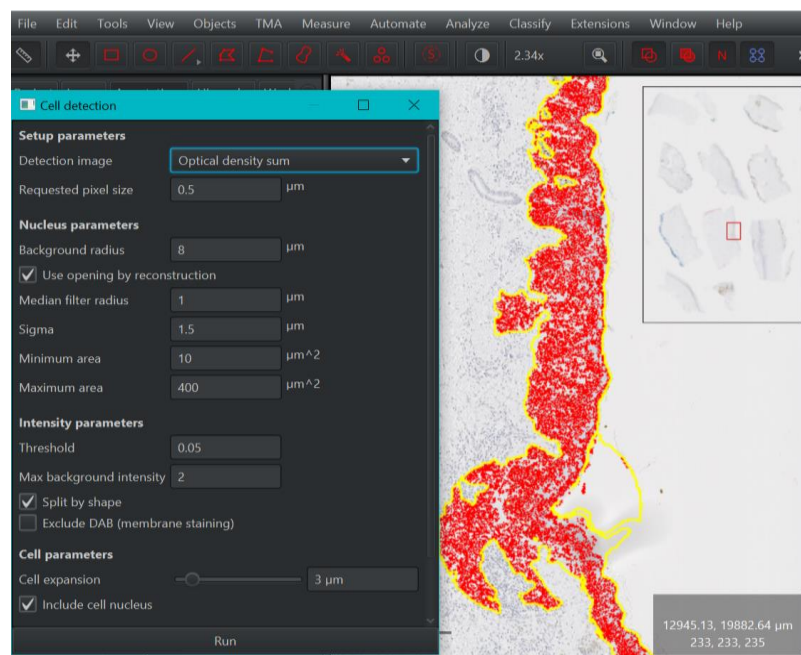 File Edit Tools View Objects TMA Measure Automate Analyze Classify Extensions Window Help
S 2.34x N
Cell detection
Setup parameters
Detection image Optical density sum
Requested pixel size 0.5 µm
Nucleus parameters
Background radius 8 µm
Use opening by reconstruction
Median filter radius 1 µm
Sigma 1.5 µm
Minimum area 10 µm^2
Maximum area 400 µm^2
Intensity parameters
Threshold 0.05
Max background intensity 2
Split by shape
Exclude DAB (membrane staining)
Cell parameters
Cell expansion 3 µm
Include cell nucleus
Run
12945.13, 19882.64 µm
233, 233, 235